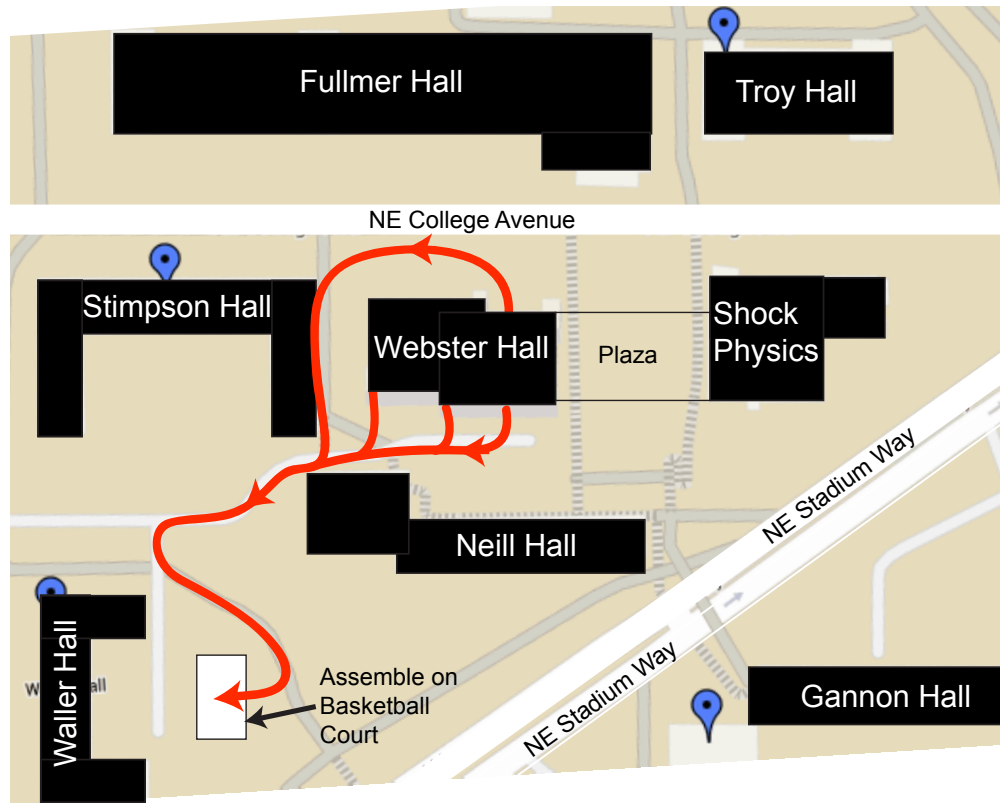 Fullmer Hall
Troy Hall
NE College Avenue
Stimpson Hall
Webster Hall
Plaza
Shock
Physics
NE Stadium Way
Neill Hall
Waller Hall
Assemble on
Basketball
Court
NE Stadium Way
Gannon Hall